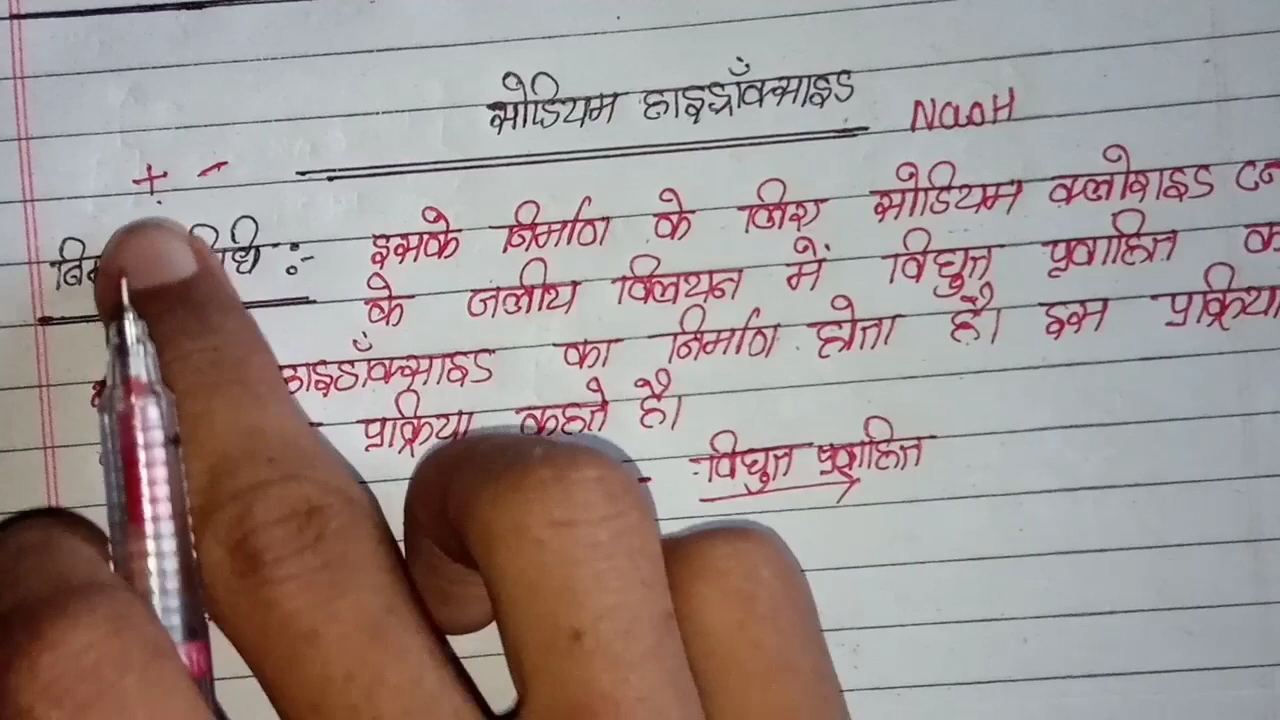 सोडियम हाइड्रॉक्साइड NaOH
+ -
विधि :-
इसके निर्माण के लिए सोडियम क्लोराइड
के जलीय विलयन में विधुत प्रवाहित
हाइड्रॉक्साइड का निर्माण होता है। इस प्रक्रिया
- प्रक्रिया कहते है।
विधुत प्रवाहित